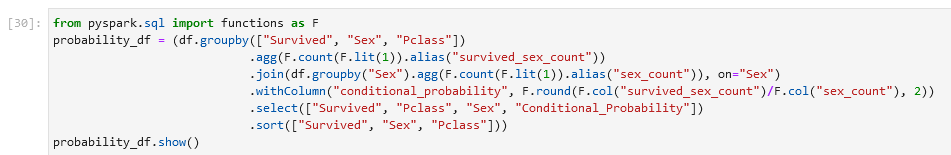 [30]: from pyspark.sql import functions as F
probability_df = (df.groupby(["Survived", "Sex", "Pclass"])
.agg(F.count(F.lit(1)).alias("survived_sex_count"))
.join(df.groupby("Sex").agg(F.count(F.lit(1)).alias("sex_count")), on="Sex")
.withColumn("conditional_probability", F.round(F.col("survived_sex_count")/F.col("sex_count"), 2))
.select(["Survived", "Pclass", "Sex", "Conditional_Probability"])
.sort(["Survived", "Sex", "Pclass"]))
probability_df.show()